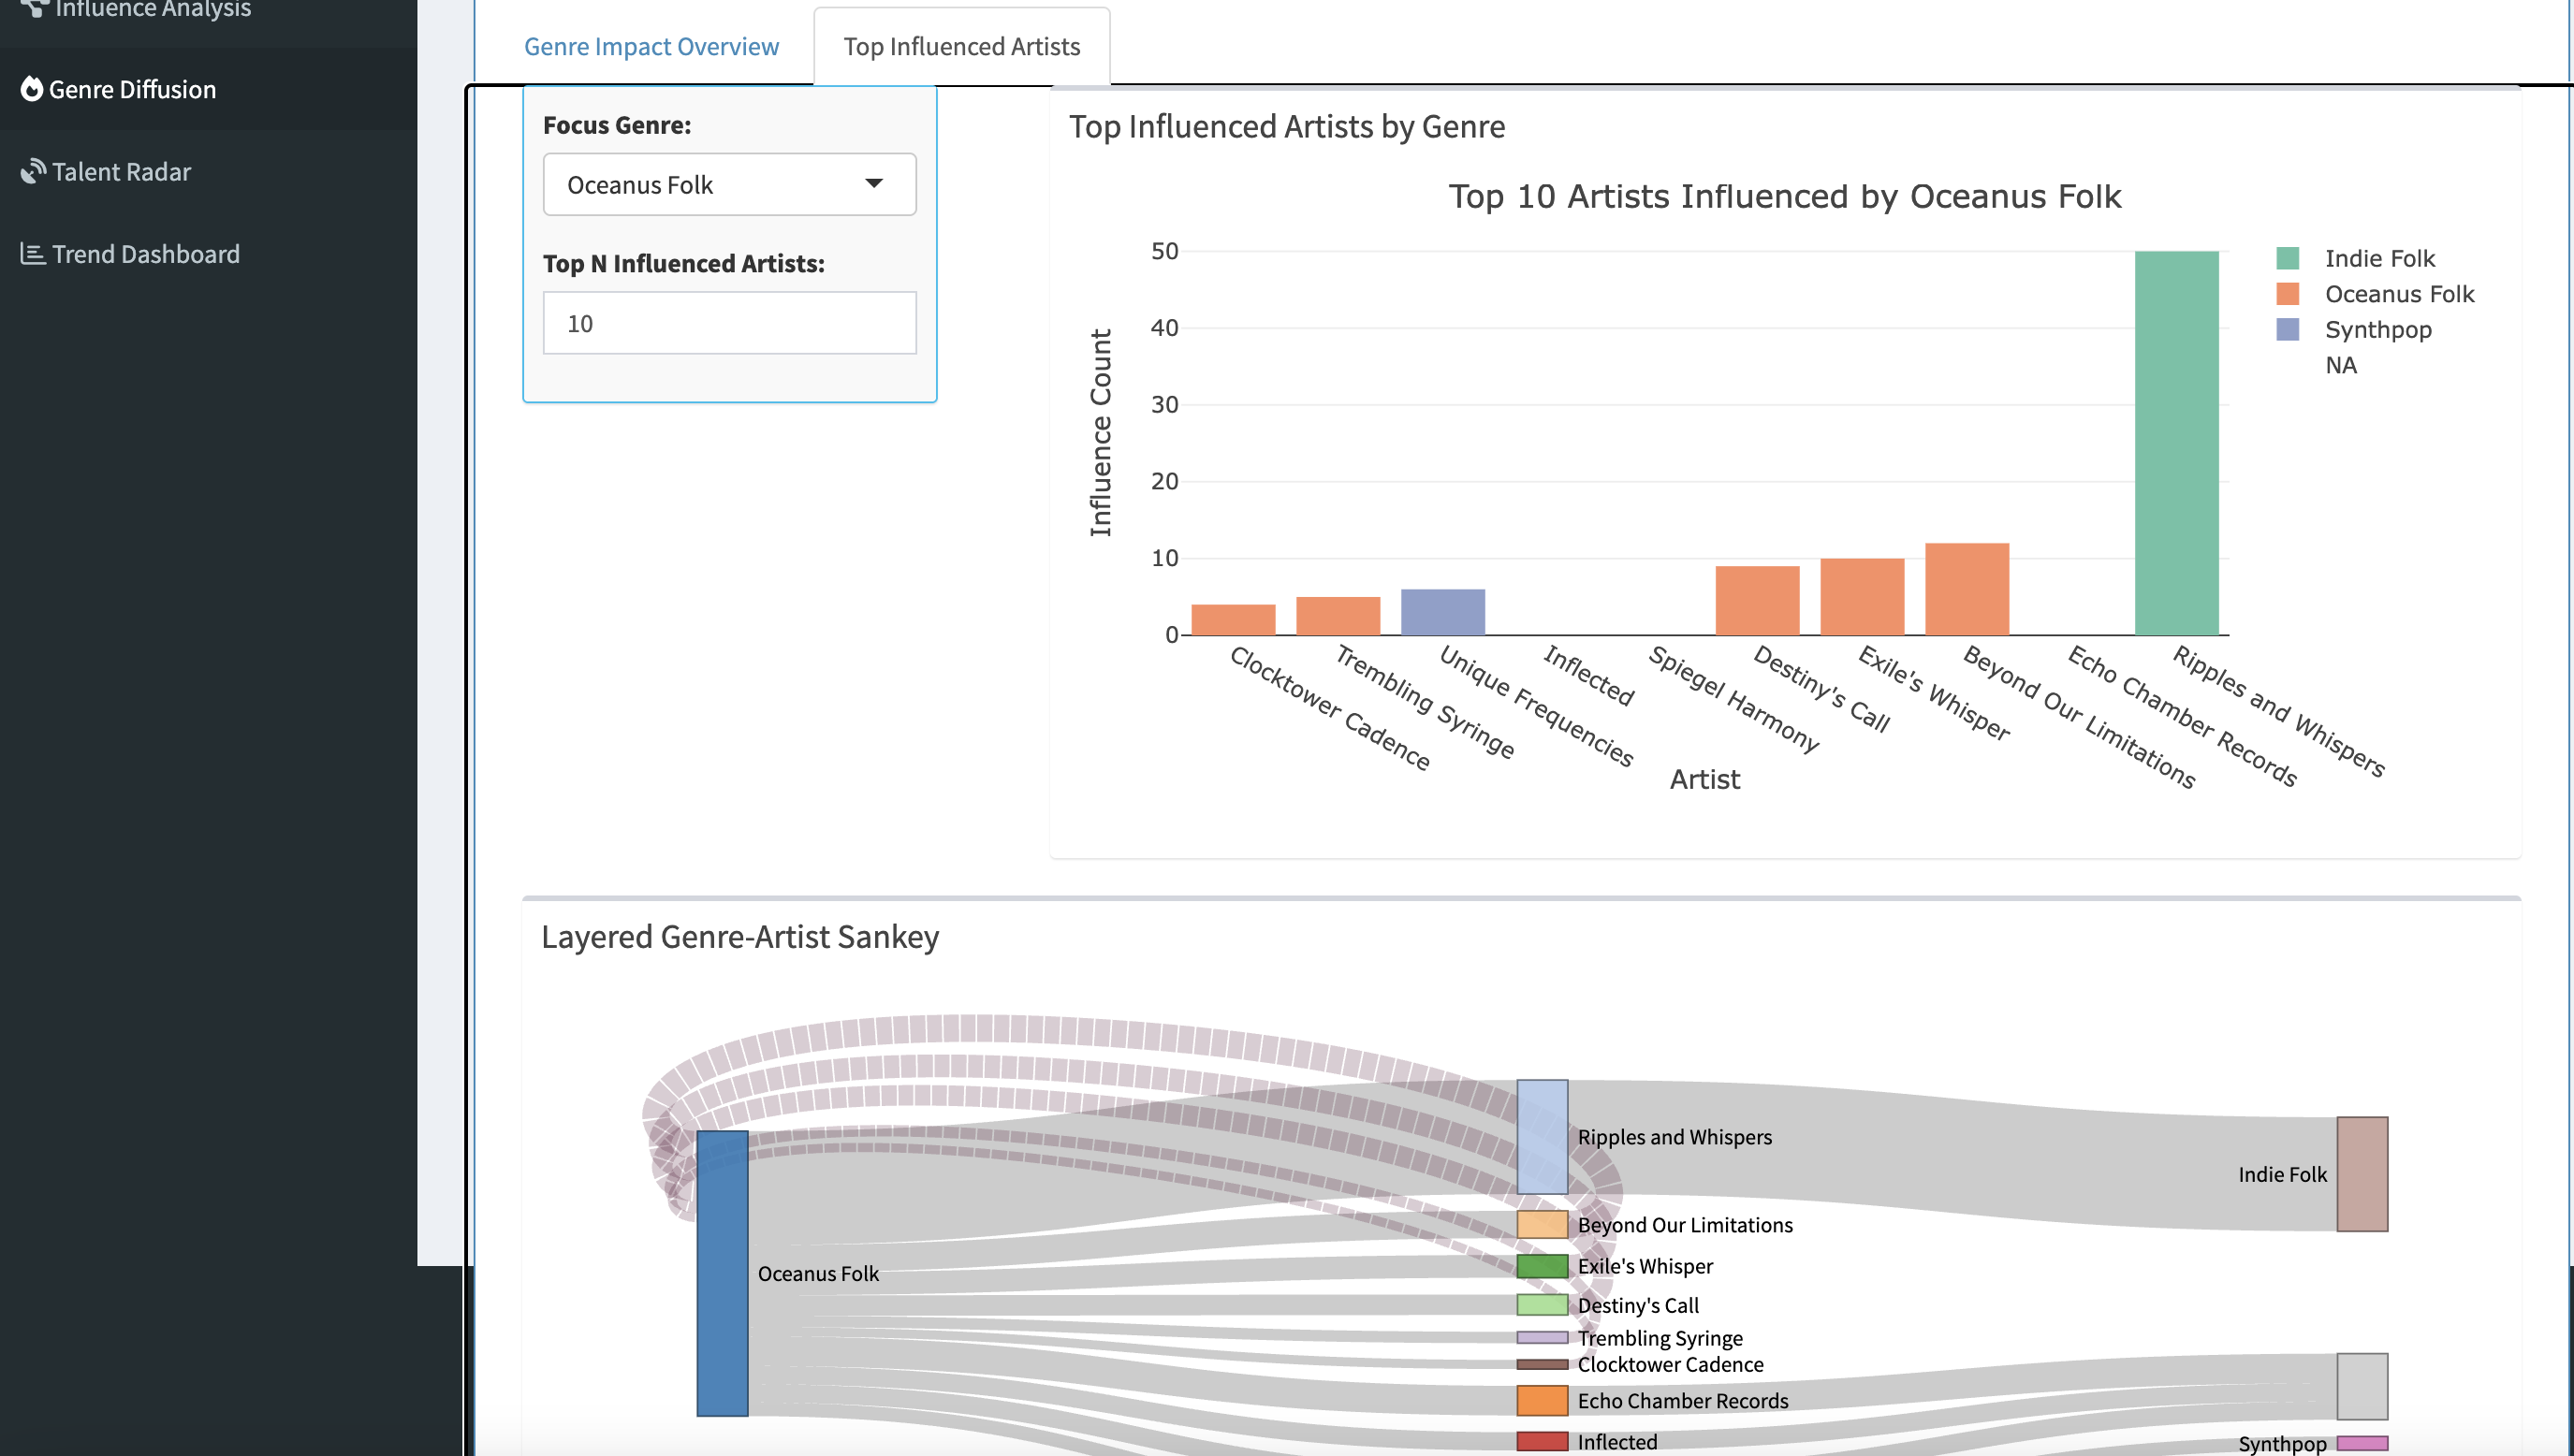 Influence Analysis
Genre Diffusion
Talent Radar
Trend Dashboard
Genre Impact Overview
Top Influenced Artists
Focus Genre:
Oceanus Folk
Top N Influenced Artists:
10
Top Influenced Artists by Genre
Top 10 Artists Influenced by Oceanus Folk
Influence Count
50
40
30
20
10
0
Clocktower Cadence
Trembling Syringe
Unique Frequencies
Inflected
Spiegel Harmony
Destiny's Call
Exile's Whisper
Beyond Our Limitations
Echo Chamber Records
Ripples and Whispers
Artist
Indie Folk
Oceanus Folk
Synthpop
NA
Layered Genre-Artist Sankey
Oceanus Folk
Ripples and Whispers
Beyond Our Limitations
Exile's Whisper
Destiny's Call
Trembling Syringe
Clocktower Cadence
Echo Chamber Records
Inflected
Indie Folk
Synthpop